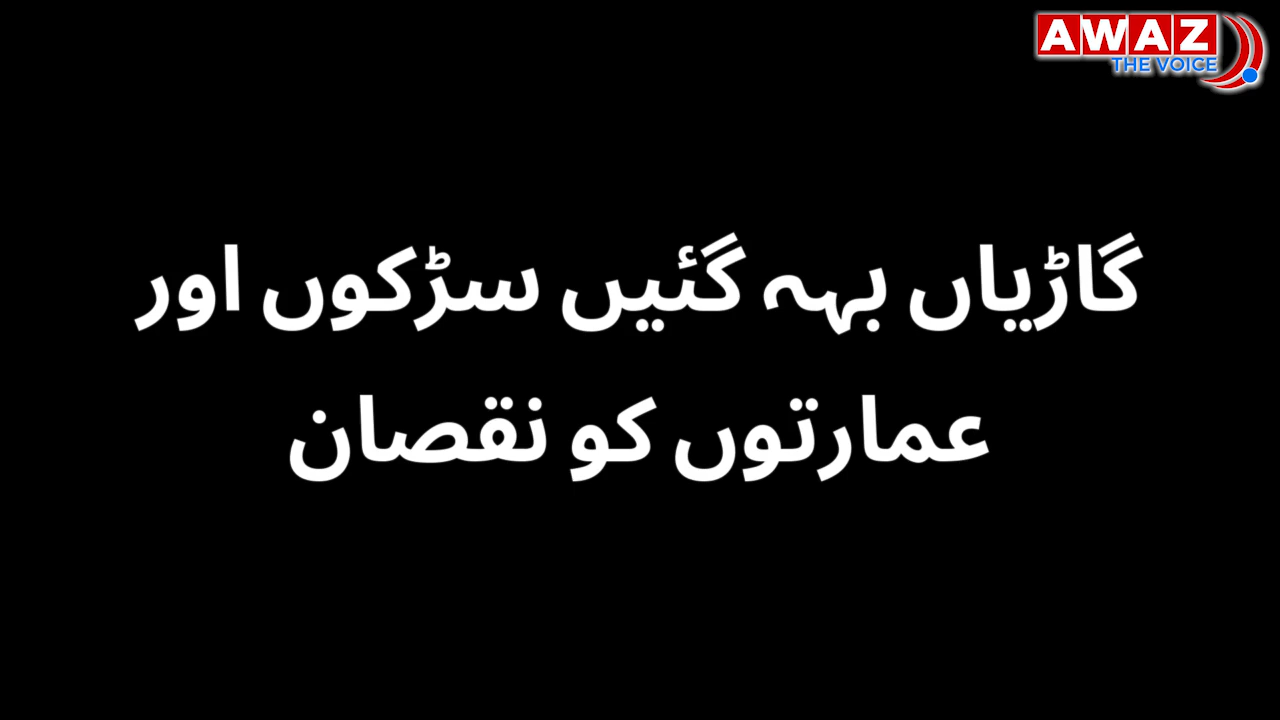 AWAZ
THE VOICE
گاڑیاں بہہ گئیں سڑکوں اور
عمارتوں کو نقصان